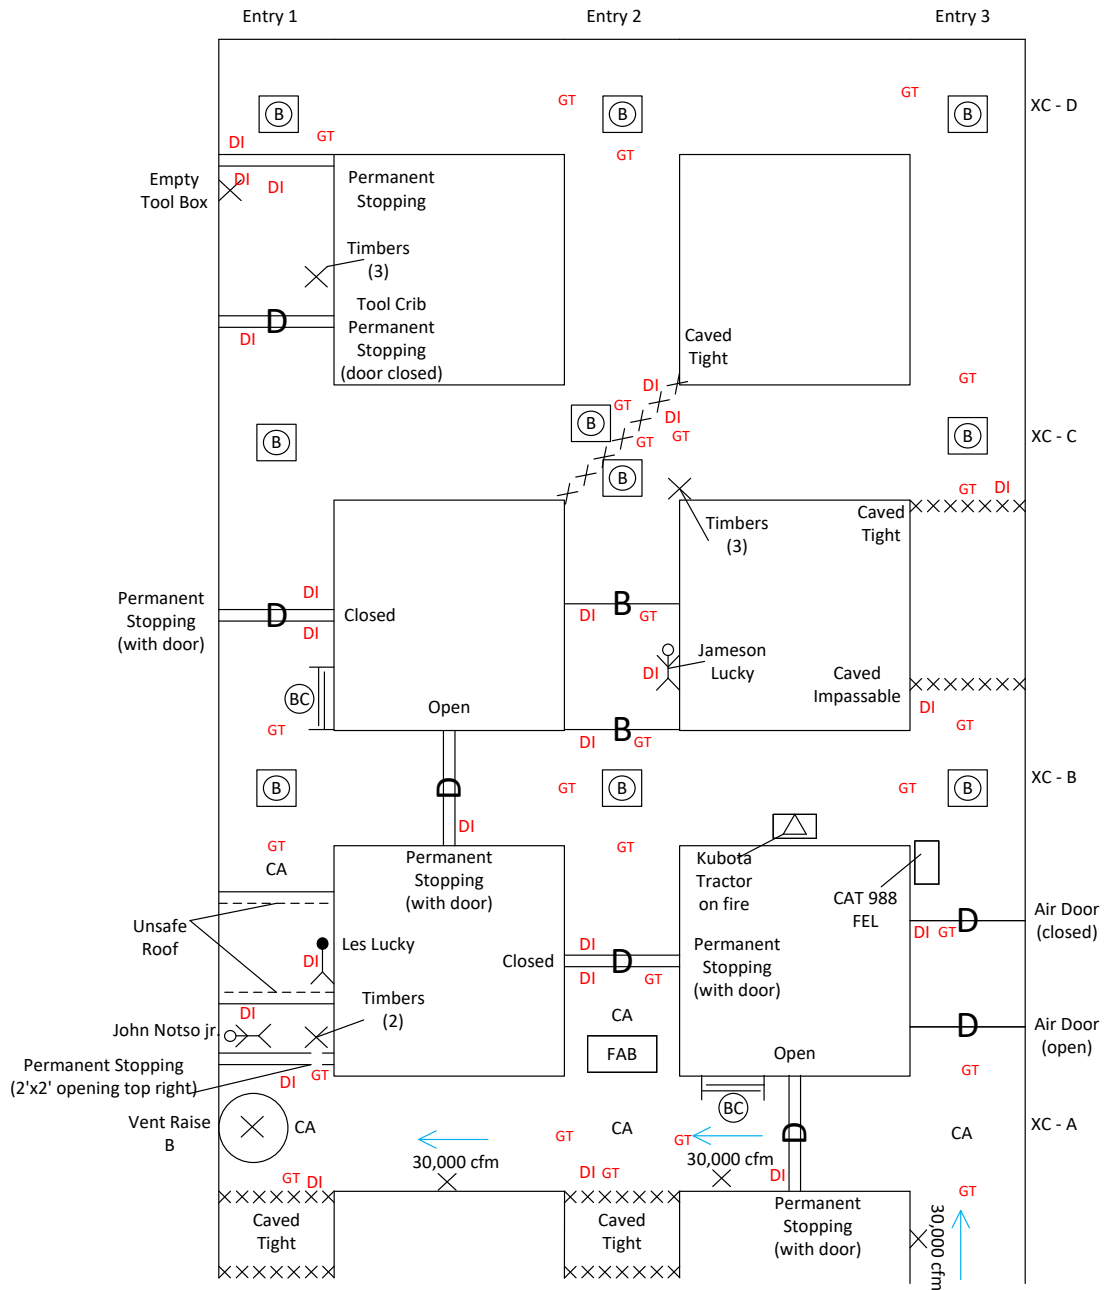 Entry 1
Entry 2
Entry 3
B
GT
B
GT
B
XC - D
DI
GT
GT
Empty
Tool Box
DI
DI
Permanent
Stopping
Timbers
(3)
D
DI
Tool Crib
Permanent
Stopping
(door closed)
Caved
Tight
DI
GT
GT
B
DI
B
GT
GT
B
XC - C
B
GT
DI
Timbers
(3)
Caved
Tight
Permanent
Stopping
(with door)
DI
D
DI
Closed
DI
B
GT
DI
Jameson
Lucky
Caved
Impassable
BC
GT
Open
DI
B
GT
DI
GT
B
D
DI
GT
B
GT
B
XC - B
GT
CA
GT
Permanent
Stopping
(with door)
Kubota
Tractor
on fire
CAT 988
FEL
Unsafe
Roof
DI
Les Lucky
Closed
DI
D
DI
GT
Permanent
Stopping
(with door)
DI
GT
D
Air Door
(closed)
John Notso jr.
DI
Timbers
(2)
CA
FAB
Open
D
Air Door
(open)
Permanent Stopping
(2'x2' opening top right)
DI
GT
GT
Vent Raise
B
CA
30,000 cfm
GT
CA
GT
BC
30,000 cfm
D
DI
CA
XC - A
GT
DI
DI
GT
GT
Caved
Tight
Caved
Tight
Permanent
Stopping
(with door)
30,000 cfm